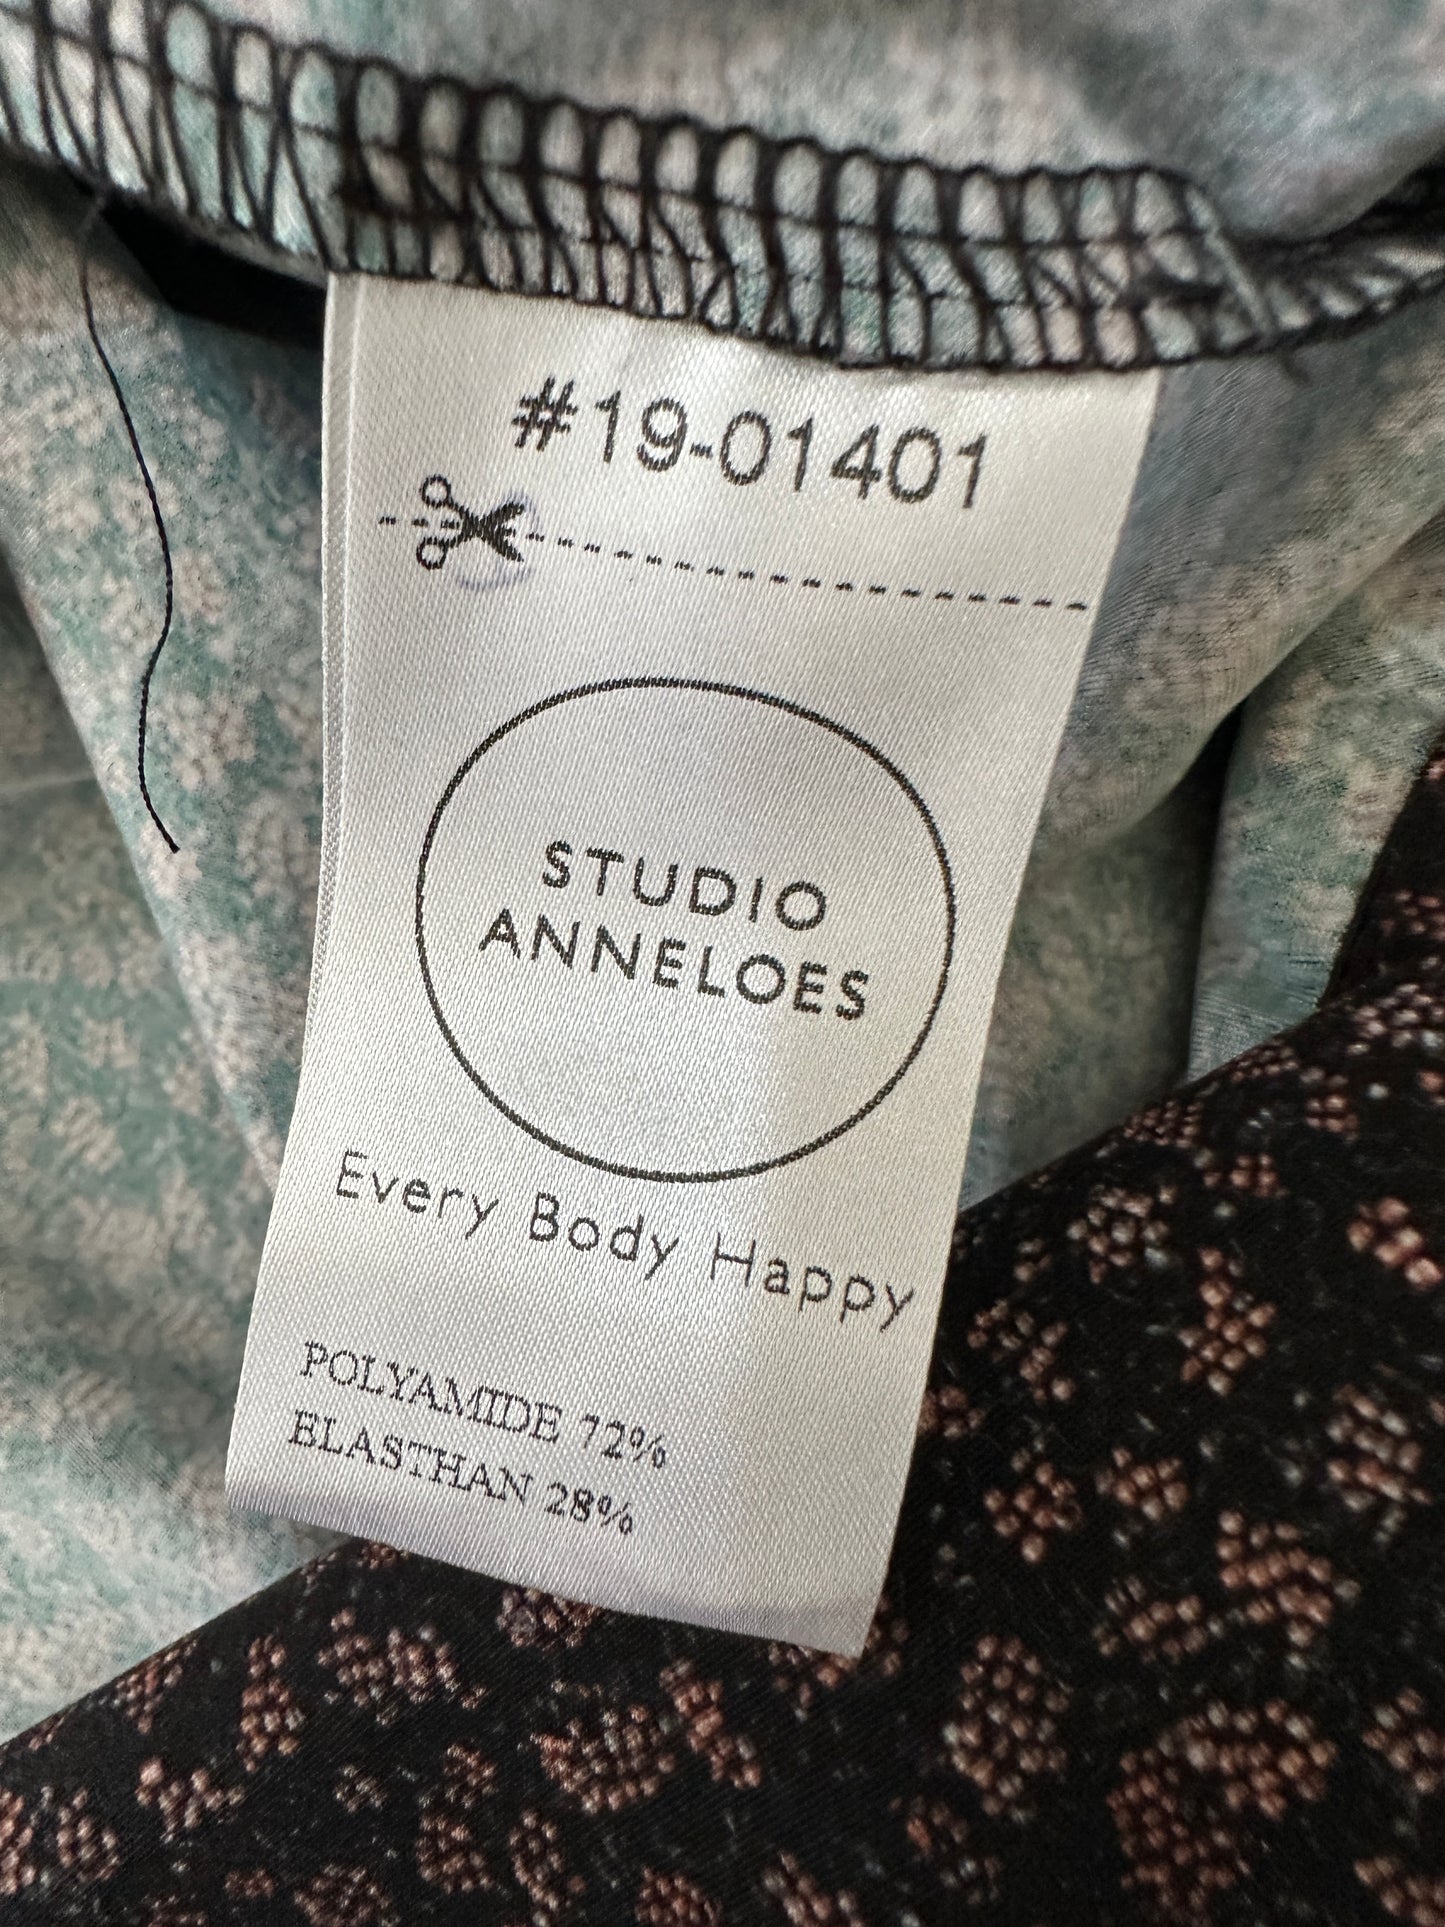 #19-01401
STUDIO
ANNELOES
Every Body Happy
POLYAMIDE 72%
ELASTHAN 28%